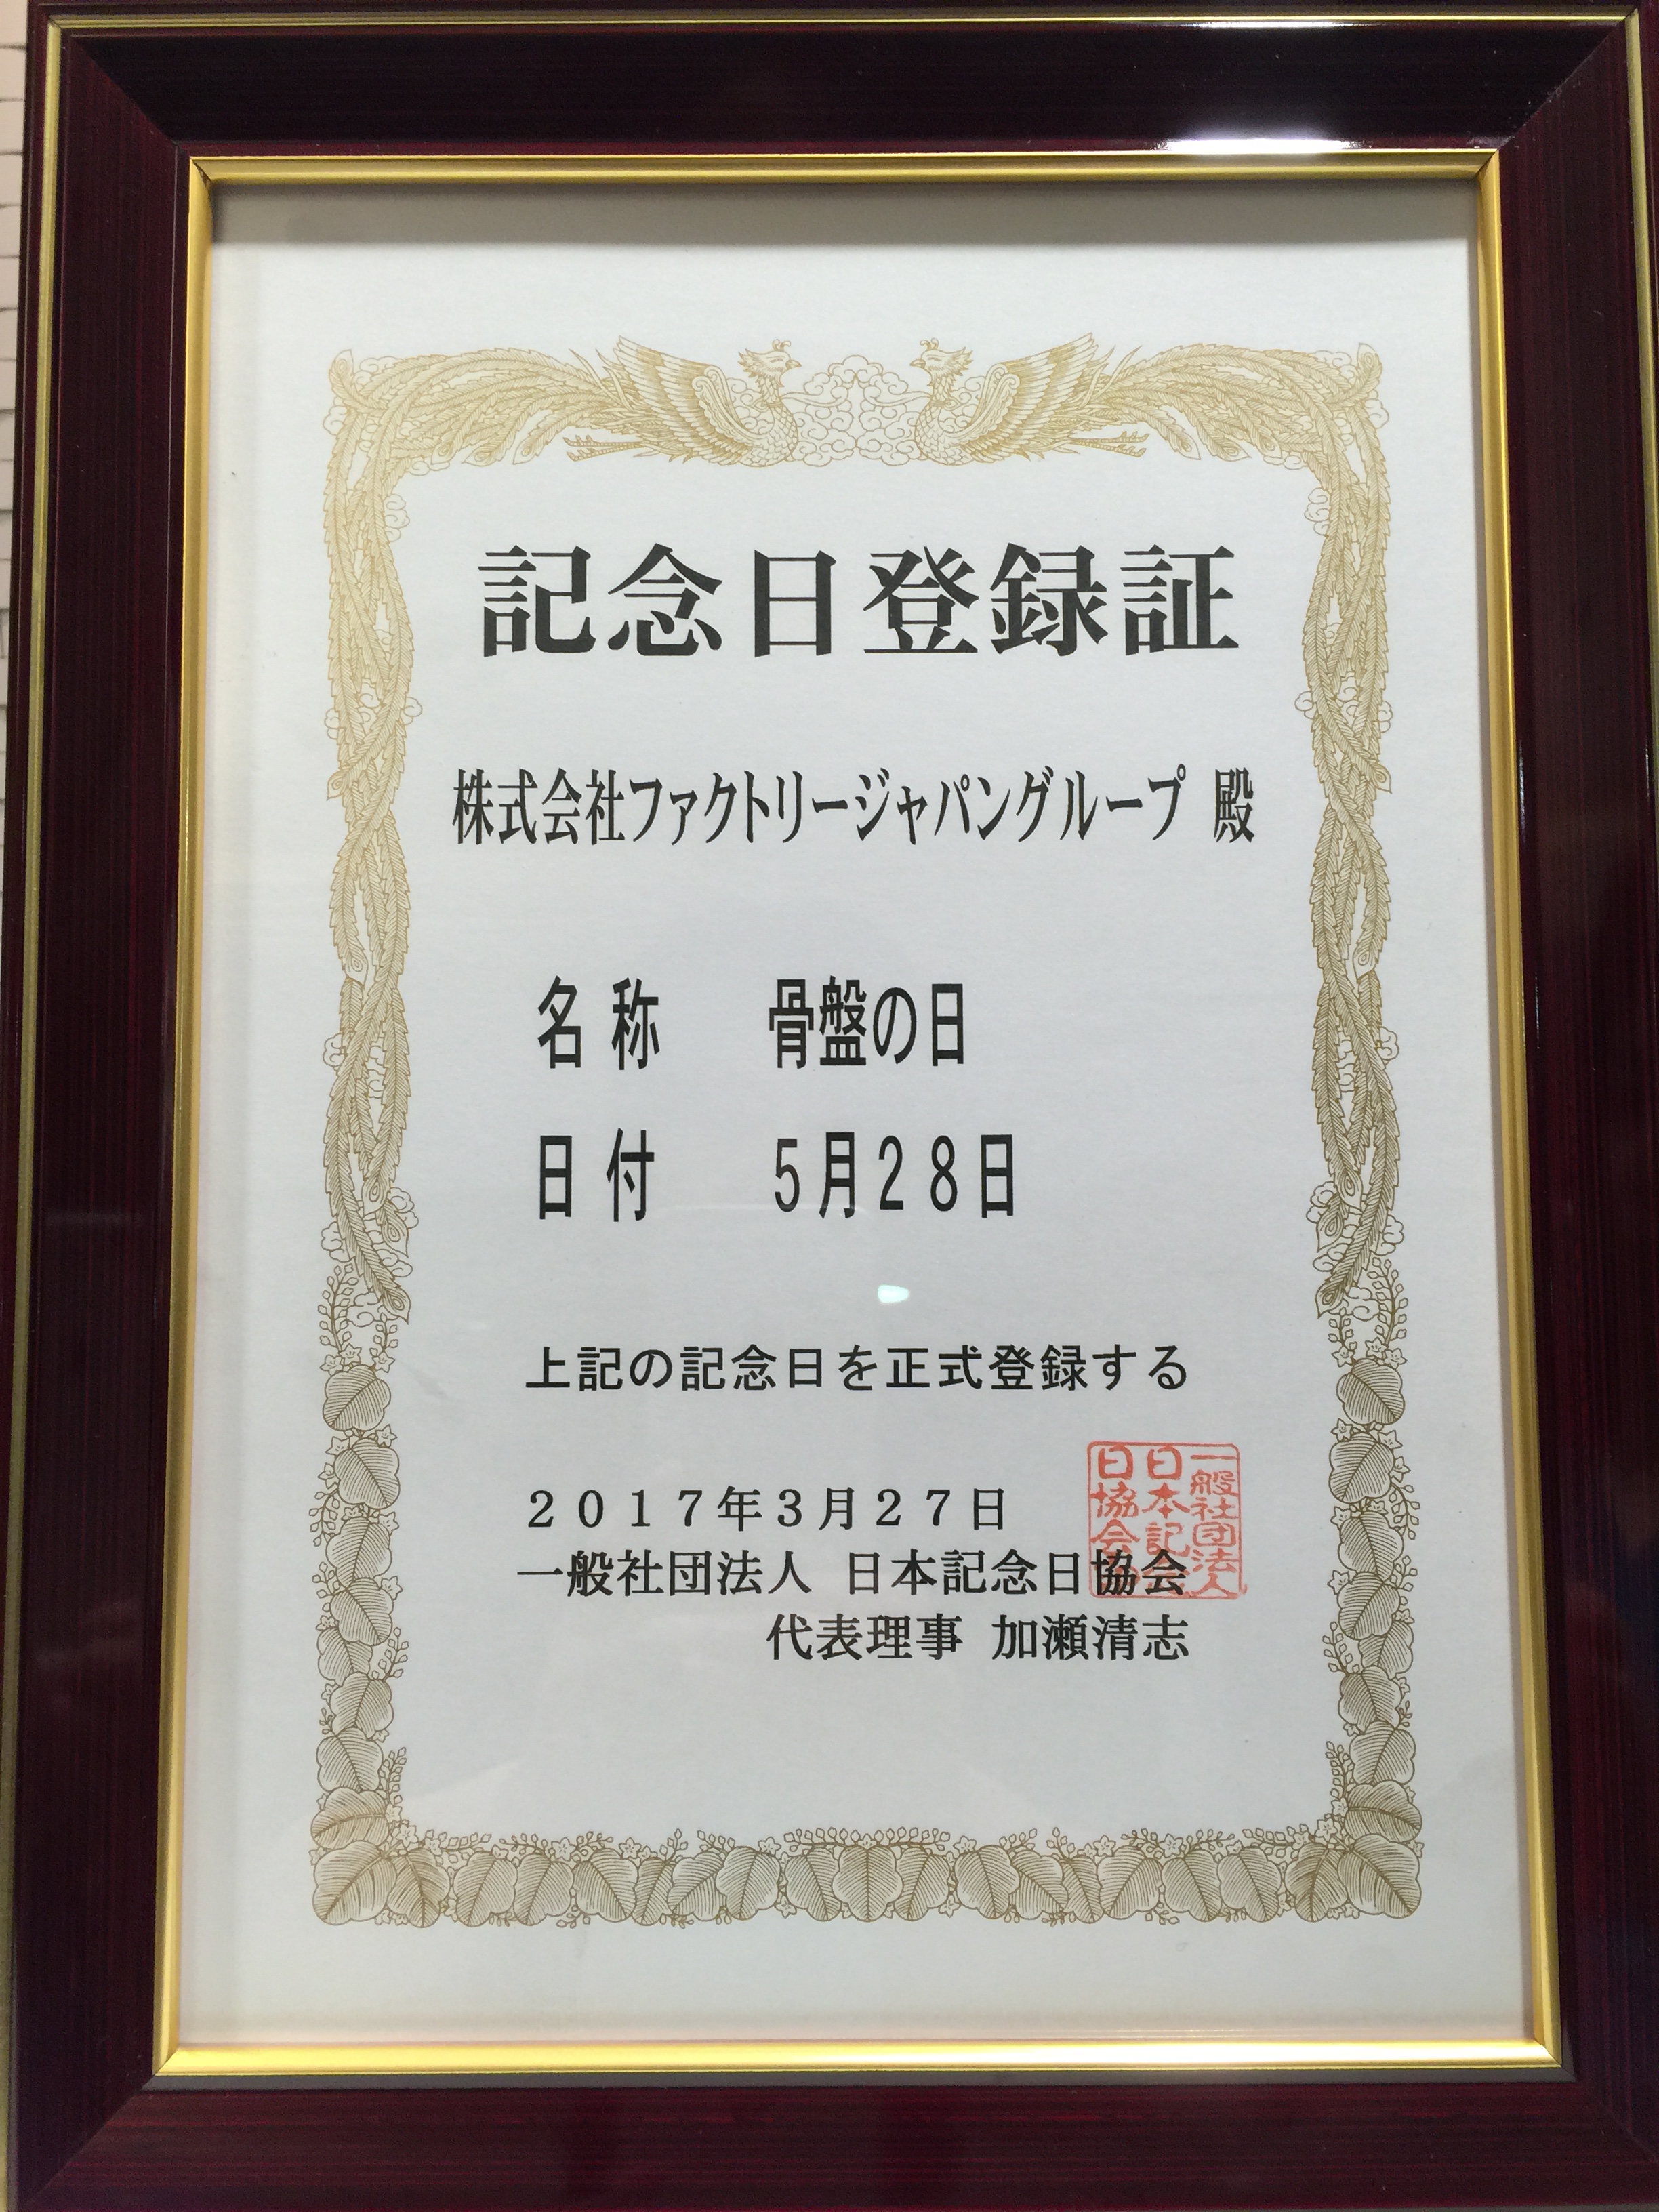 記念日登録証
株式会社ファクトリージャパングループ 殿
名称 骨盤の日
日付 5月28日
上記の記念日を正式登録する
2017年3月27日
一般社団法人 日本記念日協会
代表理事 加瀬清志
一般社団法人
日本記念
日協会